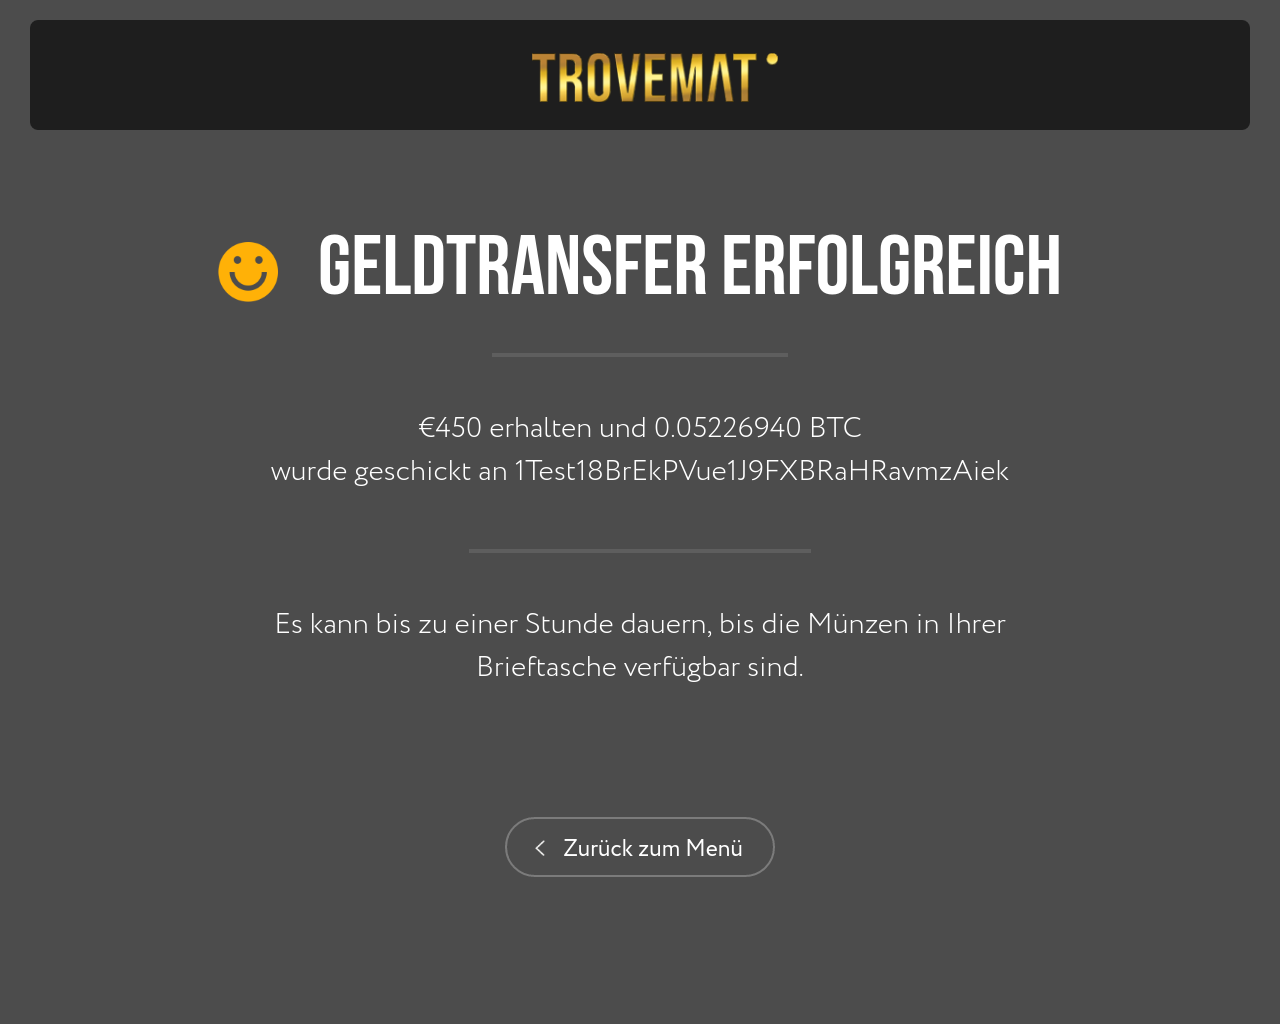 TROVEMAT
GELDTRANSFER ERFOLGREICH
€450 erhalten und 0.05226940 BTC
wurde geschickt an 1Test18BrEkPVue1J9FXBRaHRavmzAiek
Es kann bis zu einer Stunde dauern, bis die Münzen in Ihrer
Brieftasche verfügbar sind.
Zurück zum Menü